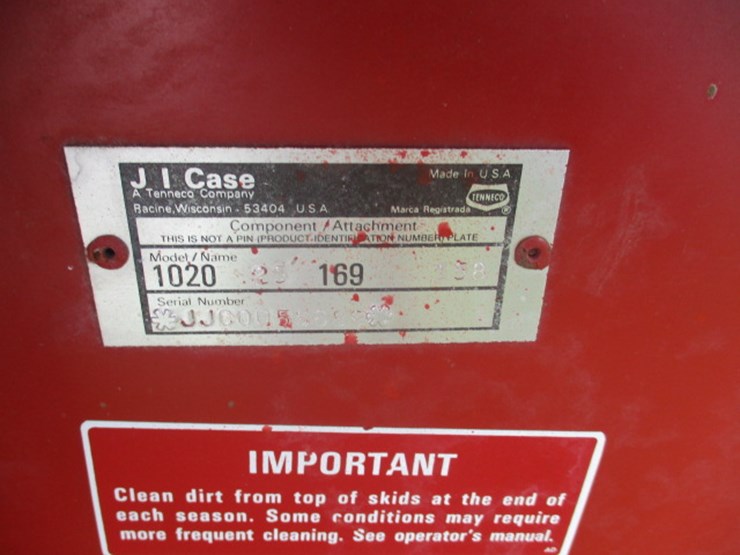 J I Case
A Tenneco Company
Racine, Wisconsin - 53404 U.S.A.
Made In U.S.A.
TENNECO
Marca Registrada ®
Component / Attachment
THIS IS NOT A PIN (PRODUCT IDENTIFICATION NUMBER) PLATE
Model / Name
1020 169
Serial Number
IMPORTANT
Clean dirt from top of skids at the end of
each season. Some conditions may require
more frequent cleaning. See operator's manual.